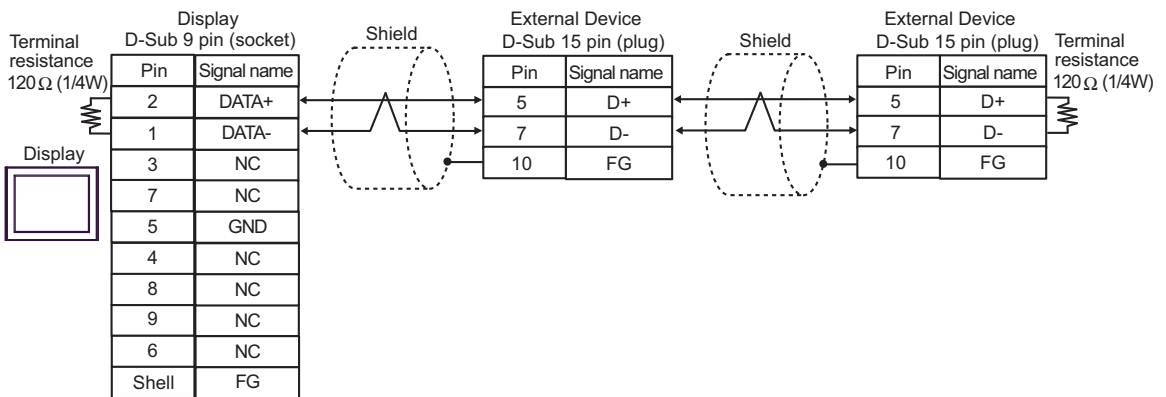 Display
D-Sub 9 pin (socket)
Terminal
resistance
120Ω (1/4W)
Pin Signal name
2 DATA+
1 DATA-
3 NC
7 NC
5 GND
4 NC
8 NC
9 NC
6 NC
Shell FG
Display
Shield
External Device
D-Sub 15 pin (plug)
Pin Signal name
5 D+
7 D-
10 FG
Shield
External Device
D-Sub 15 pin (plug)
Pin Signal name
5 D+
7 D-
10 FG
Terminal
resistance
120Ω (1/4W)